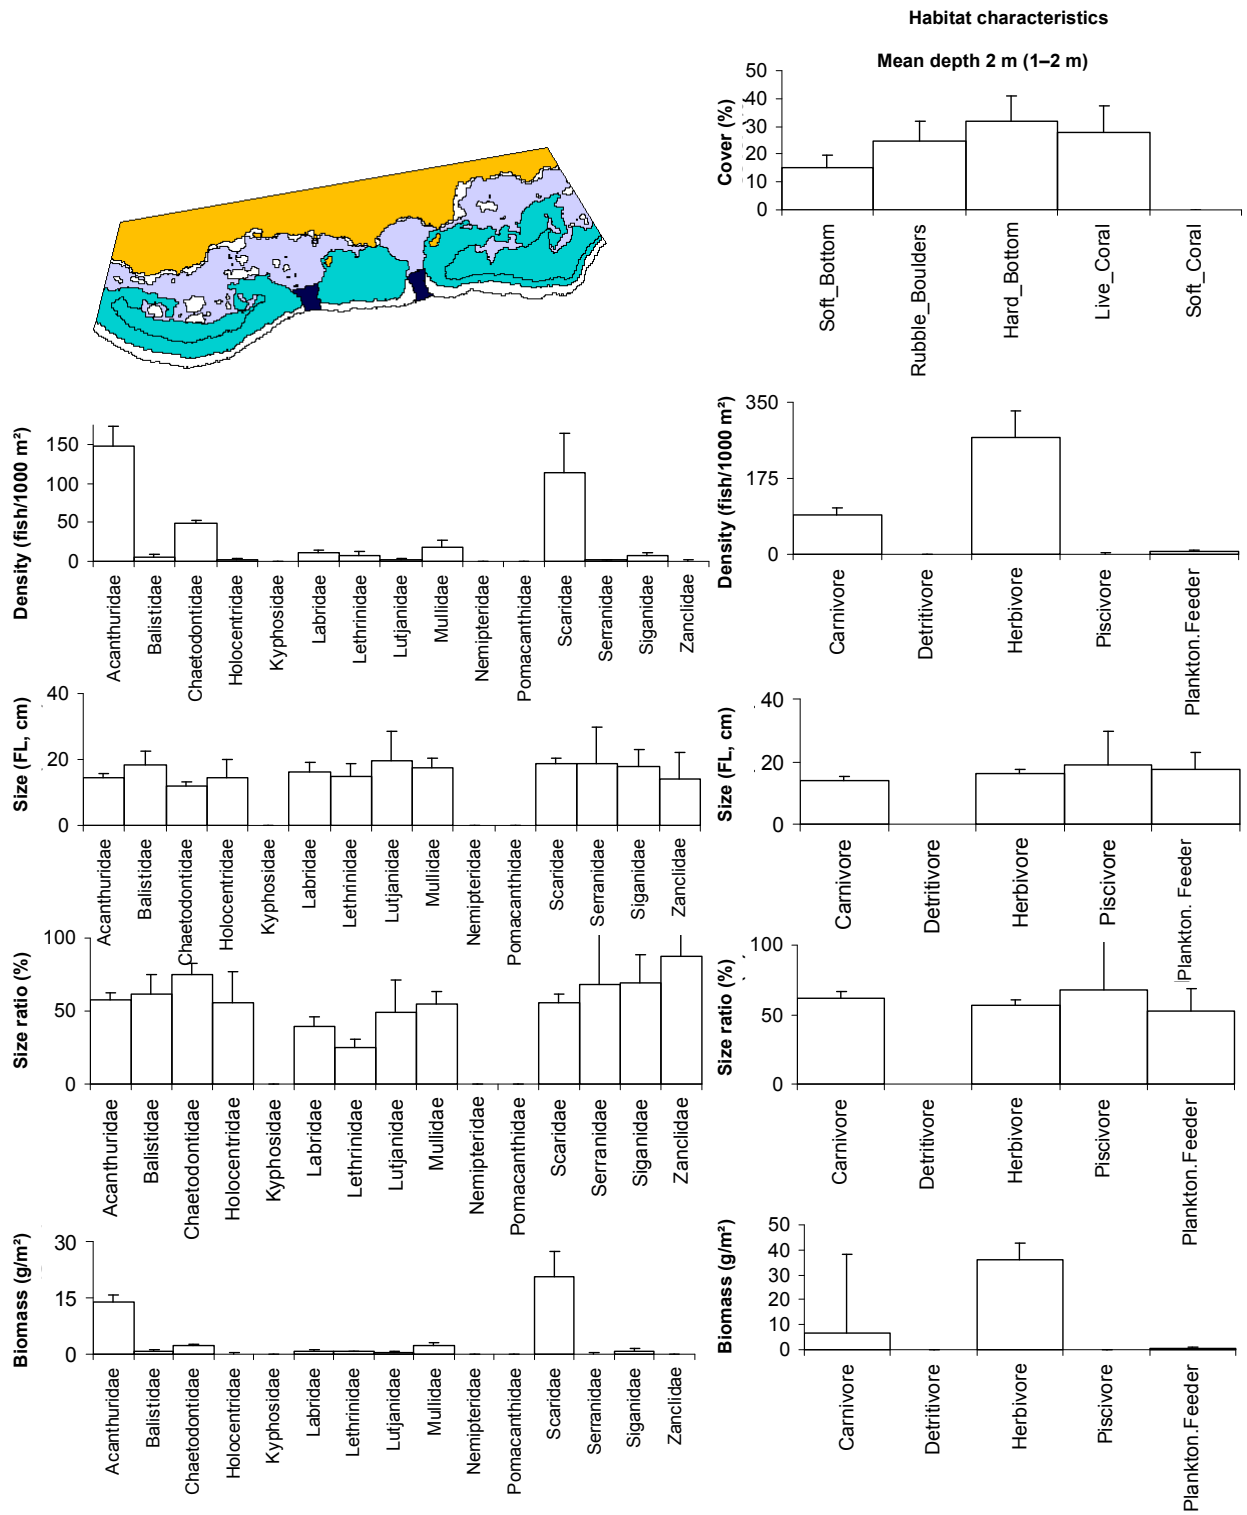 Habitat characteristics
Mean depth 2 m (1–2 m)
Cover (%)
50
40
30
20
10
0
Soft_Bottom
Rubble_Boulders
Hard_Bottom
Live_Coral
Soft_Coral
Density (fish/1000 m²)
150
100
50
0
Acanthuridae
Balistidae
Chaetodontidae
Holocentridae
Kyphosidae
Labridae
Lethrinidae
Lutjanidae
Mullidae
Nemipteridae
Pomacanthidae
Scaridae
Serranidae
Siganidae
Zanclidae
Density (fish/1000 m²)
350
175
0
Carnivore
Detritivore
Herbivore
Piscivore
Plankton.Feeder
Size (FL, cm)
40
20
0
Acanthuridae
Balistidae
Chaetodontidae
Holocentridae
Kyphosidae
Labridae
Lethrinidae
Lutjanidae
Mullidae
Nemipteridae
Pomacanthidae
Scaridae
Serranidae
Siganidae
Zanclidae
Size (FL, cm)
40
20
0
Carnivore
Detritivore
Herbivore
Piscivore
Plankton. Feeder
Size ratio (%)
100
50
0
Acanthuridae
Balistidae
Chaetodontidae
Holocentridae
Kyphosidae
Labridae
Lethrinidae
Lutjanidae
Mullidae
Nemipteridae
Pomacanthidae
Scaridae
Serranidae
Siganidae
Zanclidae
Size ratio (%)
100
50
0
Carnivore
Detritivore
Herbivore
Piscivore
Plankton.Feeder
Biomass (g/m²)
30
15
0
Acanthuridae
Balistidae
Chaetodontidae
Holocentridae
Kyphosidae
Labridae
Lethrinidae
Lutjanidae
Mullidae
Nemipteridae
Pomacanthidae
Scaridae
Serranidae
Siganidae
Zanclidae
Biomass (g/m²)
50
40
30
20
10
0
Carnivore
Detritivore
Herbivore
Piscivore
Plankton.Feeder